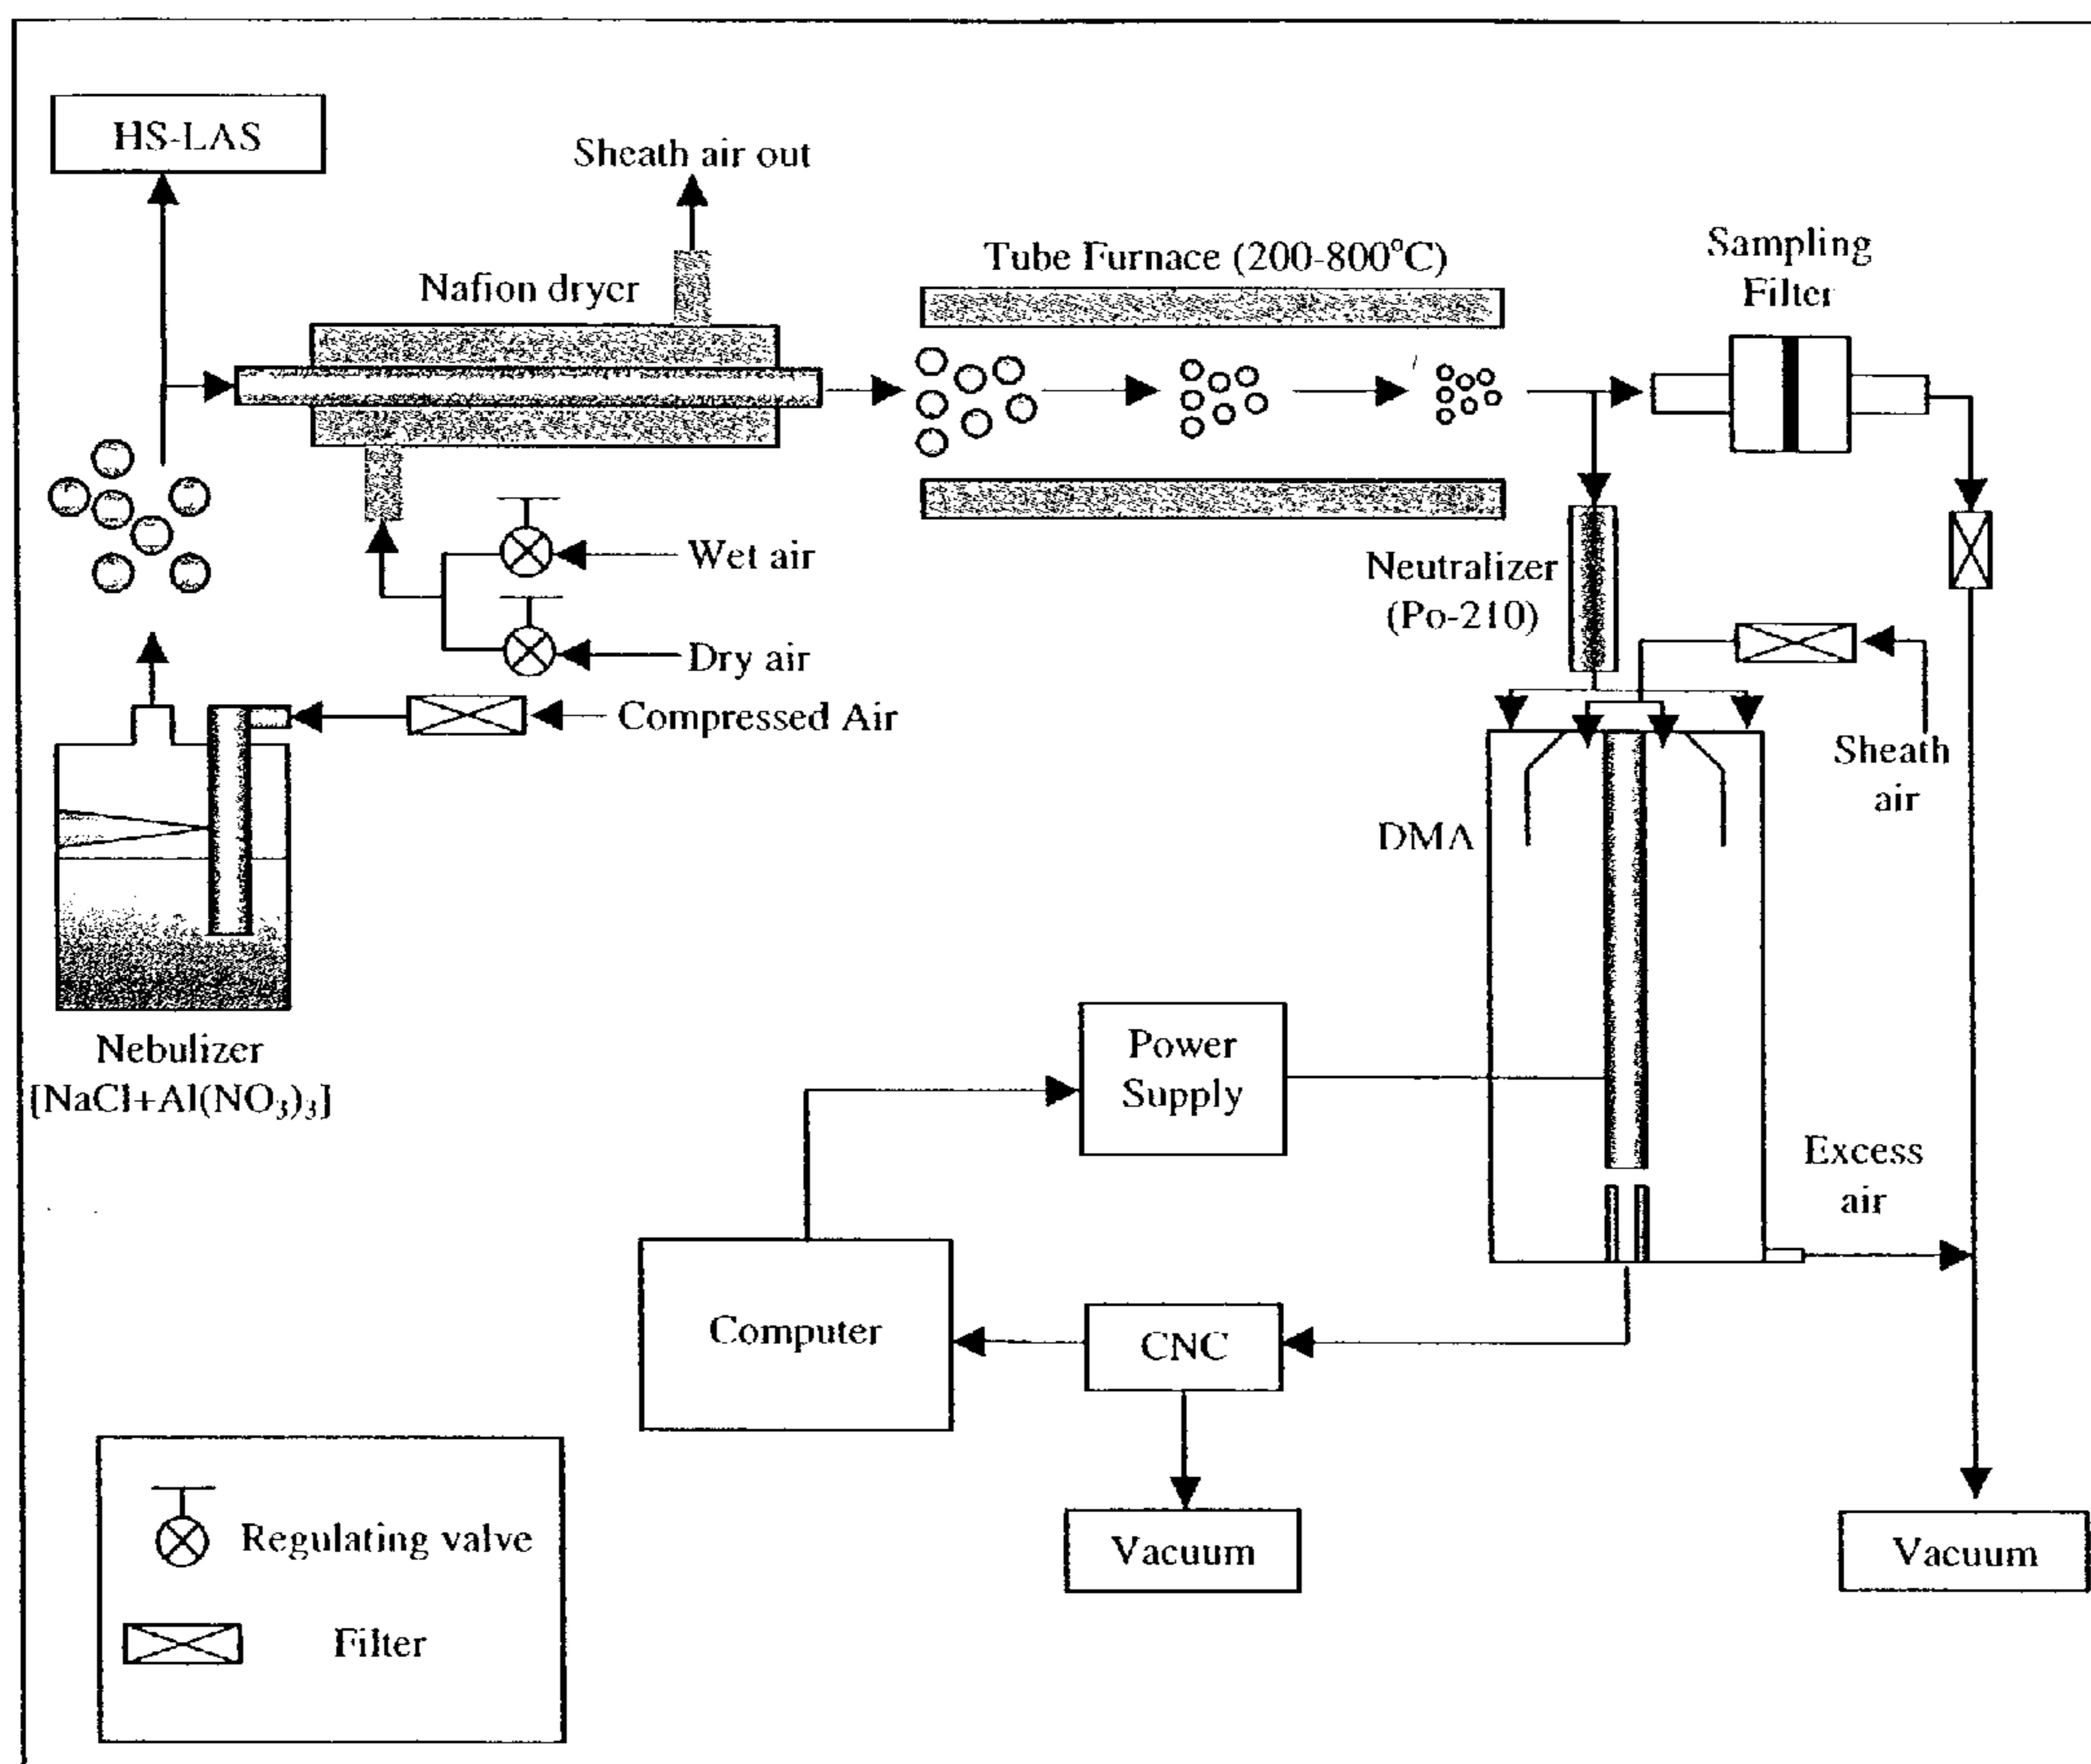 HS-LAS
Sheath air out
Nafion dryer
Tube Furnace (200-800°C)
Sampling
Filter
Wet air
Dry air
Compressed Air
Neutralizer
(Po-210)
Sheath
air
DMA
Nebulizer
[NaCl+Al(NO₃)₃]
Power
Supply
Excess
air
Computer
CNC
Vacuum
Vacuum
Regulating valve
Filter